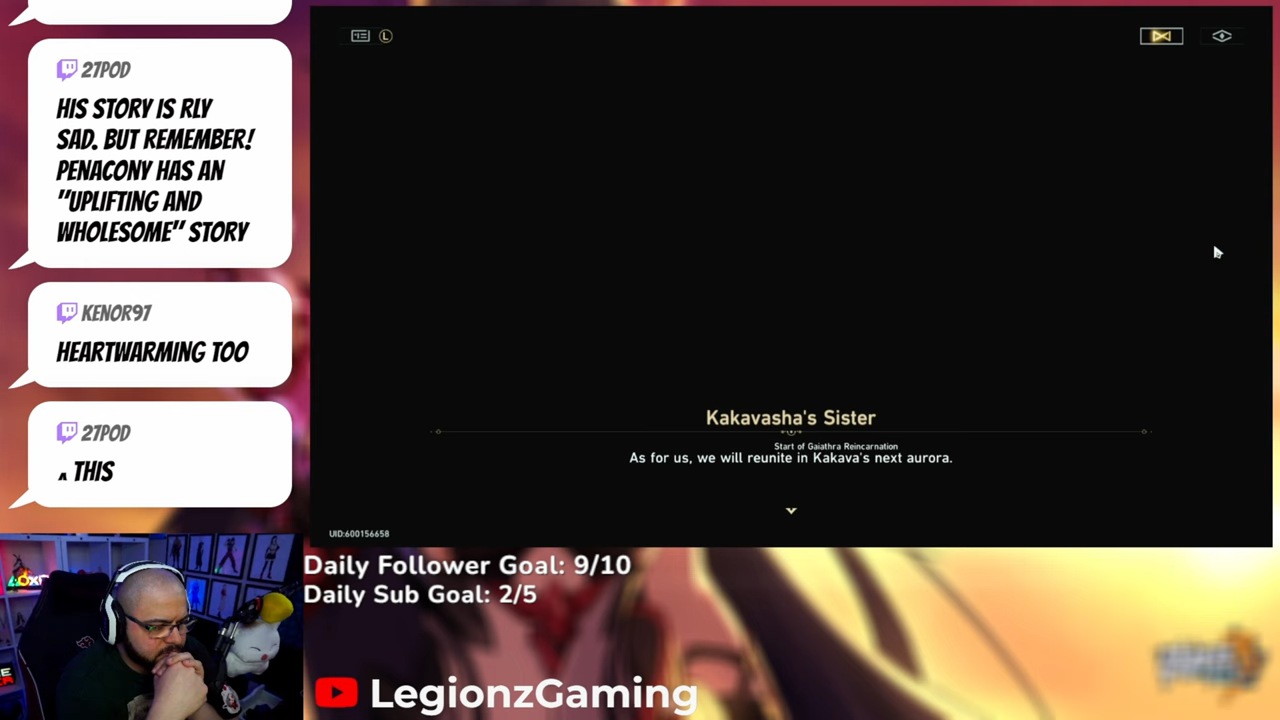 27POD
HIS STORY IS RLY
SAD. BUT REMEMBER!
PENACONY HAS AN
"UPLIFTING AND
WHOLESOME" STORY
KENOR97
HEARTWARMING TOO
27POD
^ THIS
L
Kakavasha's Sister
Start of Gaiathra Reincarnation
As for us, we will reunite in Kakava's next aurora.
UID:600156658
Daily Follower Goal: 9/10
Daily Sub Goal: 2/5
LegionzGaming